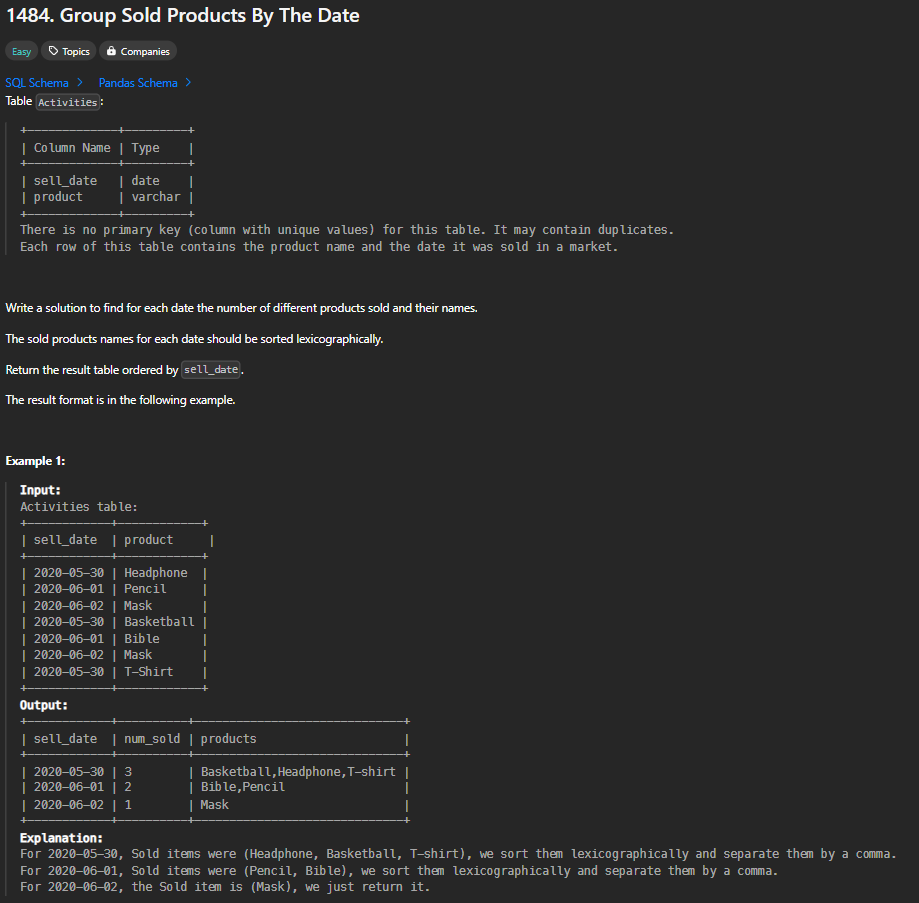 1484. Group Sold Products By The Date
Easy Topics Companies
SQL Schema > Pandas Schema >
Table Activities:
+-------------+---------+
| Column Name | Type    |
+-------------+---------+
| sell_date   | date    |
| product     | varchar |
+-------------+---------+
There is no primary key (column with unique values) for this table. It may contain duplicates.
Each row of this table contains the product name and the date it was sold in a market.
Write a solution to find for each date the number of different products sold and their names.
The sold products names for each date should be sorted lexicographically.
Return the result table ordered by sell_date.
The result format is in the following example.
Example 1:
Input:
Activities table:
+------------+------------+
| sell_date  | product     |
+------------+------------+
| 2020-05-30 | Headphone  |
| 2020-06-01 | Pencil     |
| 2020-06-02 | Mask       |
| 2020-05-30 | Basketball |
| 2020-06-01 | Bible      |
| 2020-06-02 | Mask       |
| 2020-05-30 | T-Shirt    |
+------------+------------+
Output:
+------------+----------+------------------------------+
| sell_date  | num_sold | products                     |
+------------+----------+------------------------------+
| 2020-05-30 | 3        | Basketball,Headphone,T-shirt |
| 2020-06-01 | 2        | Bible,Pencil                 |
| 2020-06-02 | 1        | Mask                         |
+------------+----------+------------------------------+
Explanation:
For 2020-05-30, Sold items were (Headphone, Basketball, T-shirt), we sort them lexicographically and separate them by a comma.
For 2020-06-01, Sold items were (Pencil, Bible), we sort them lexicographically and separate them by a comma.
For 2020-06-02, the Sold item is (Mask), we just return it.